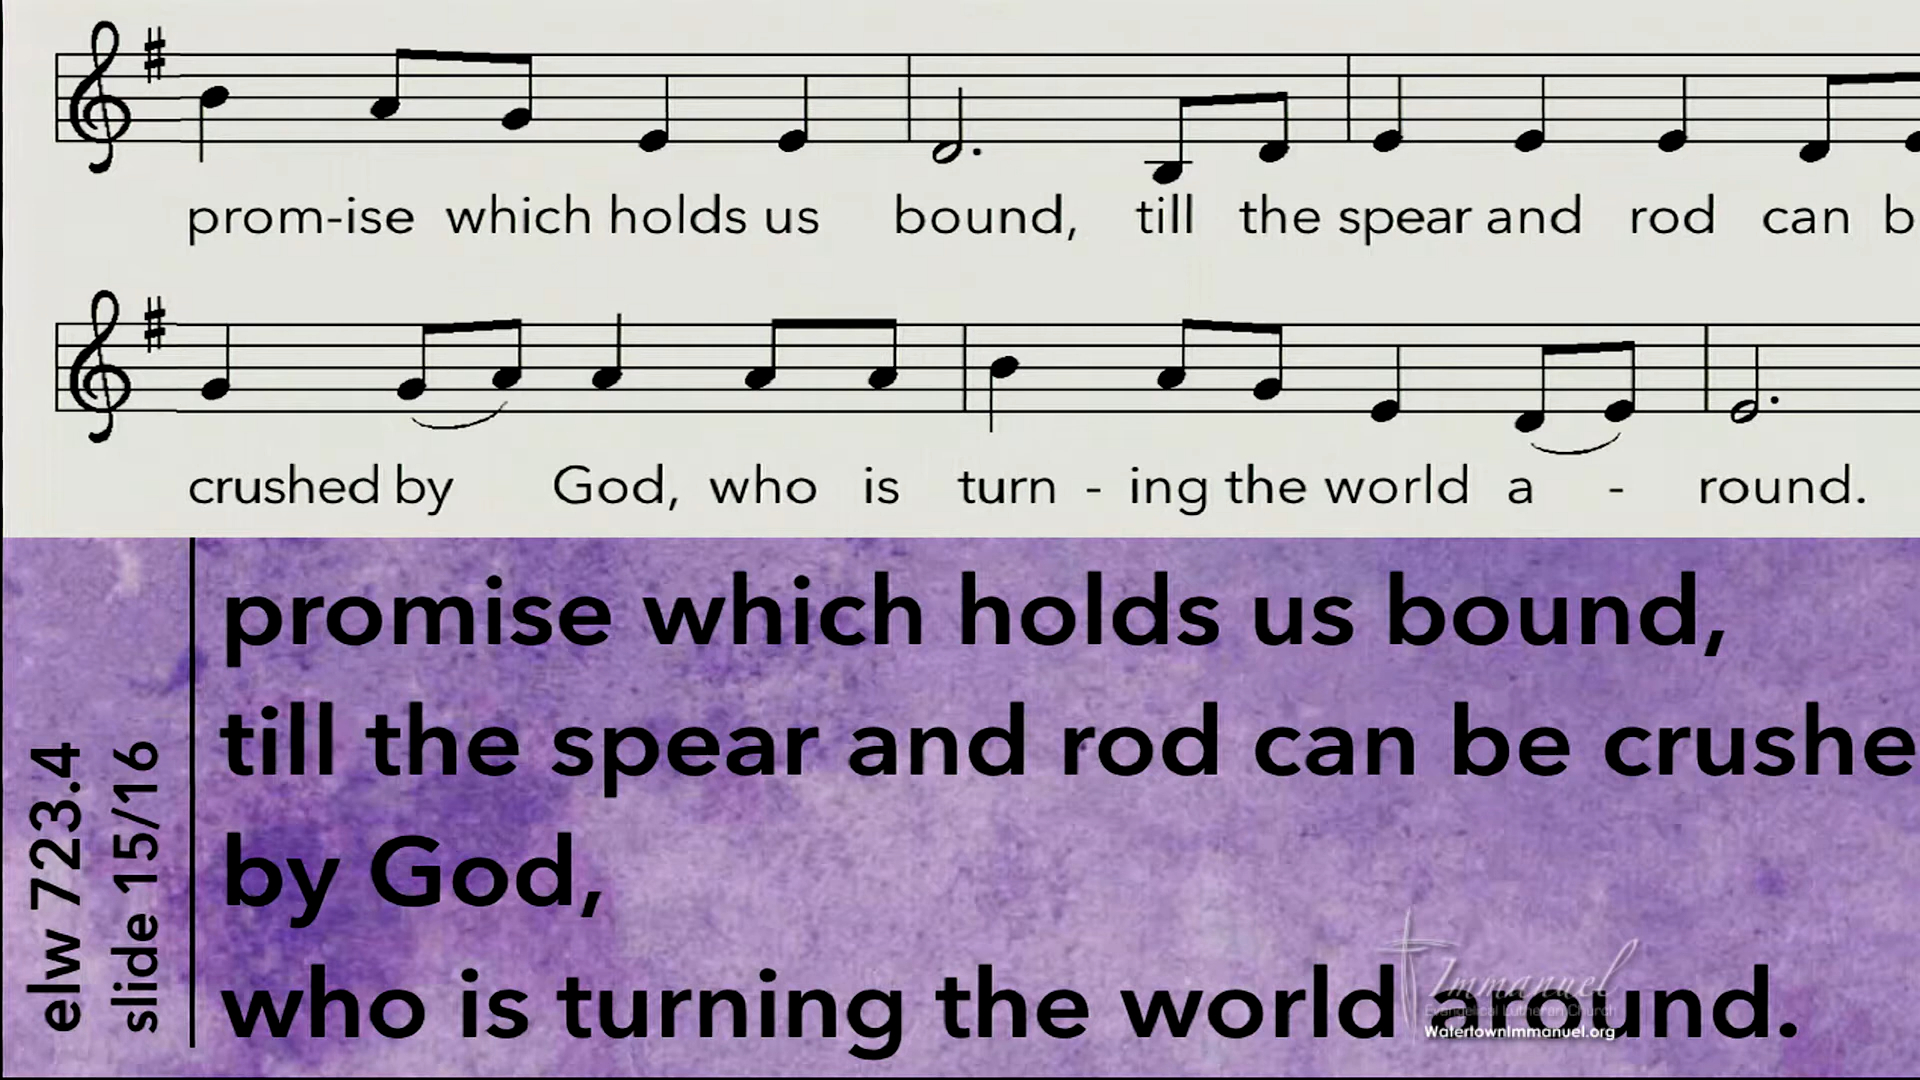 prom-ise which holds us bound, till the spear and rod can b
crushed by God, who is turn - ing the world a - round.
promise which holds us bound,
till the spear and rod can be crushe
by God,
who is turning the world around.
elw 723.4
slide 15/16
Immanuel
Evangelical Lutheran Church
WatertownImmanuel.org